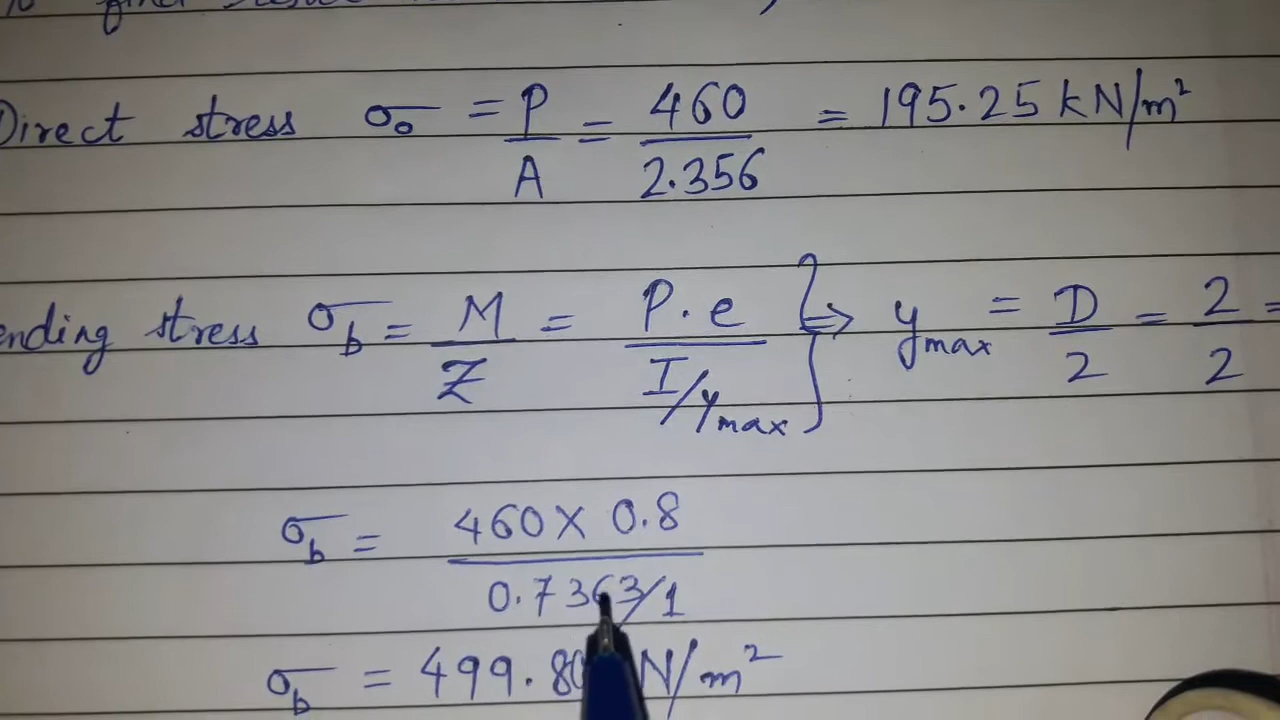 Direct stress σo = P/A = 460/2.356 = 195.25 kN/m²
ending stress σb = M/Z = P.e / I/ymax } ⇒ ymax = D/2 = 2/2 =
σb = 460 × 0.8 / 0.7363/1
σb = 499.80 N/m²